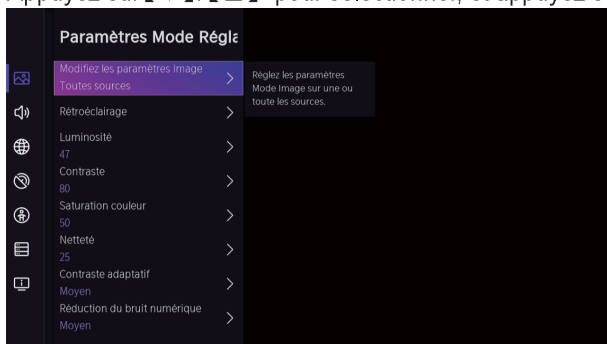 Paramètres Mode Régla
Modifiez les paramètres Image
Toutes sources
Réglez les paramètres
Mode Image sur une ou
toute les sources.
Rétroéclairage
Luminosité
47
Contraste
80
Saturation couleur
50
Netteté
25
Contraste adaptatif
Moyen
Réduction du bruit numérique
Moyen